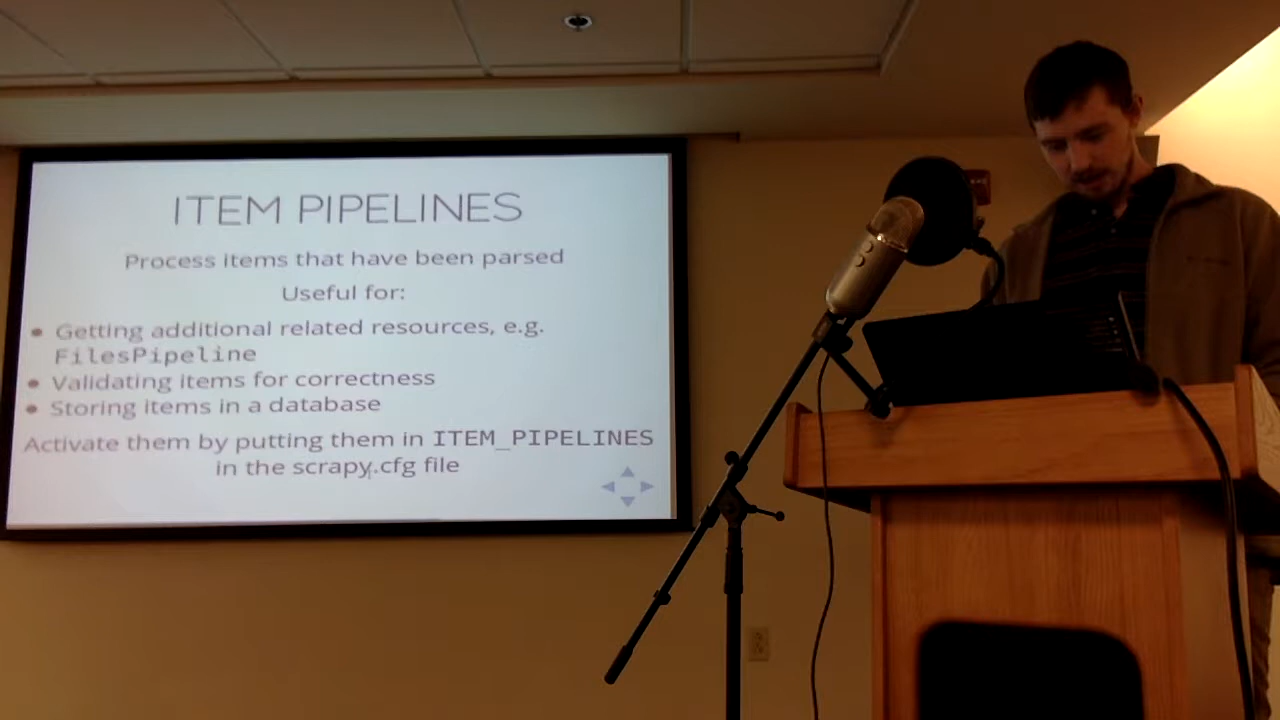 ITEM PIPELINES
Process items that have been parsed
Useful for:
Getting additional related resources, e.g.
FilesPipeline
Validating items for correctness
Storing items in a database
Activate them by putting them in ITEM_PIPELINES
in the scrapy.cfg file